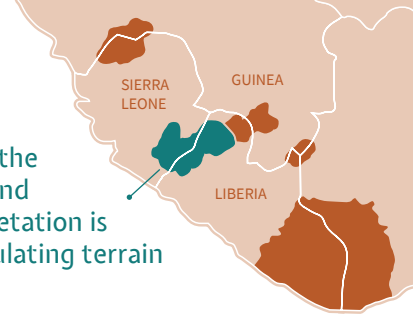 SIERRA
LEONE
GUINEA
LIBERIA
the
nd
etation is
ulating terrain